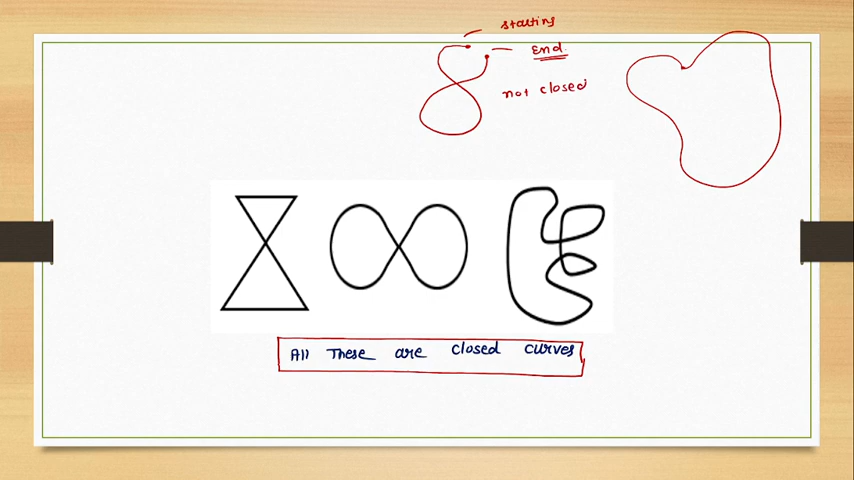 starting
End
not closed
All These are closed curves